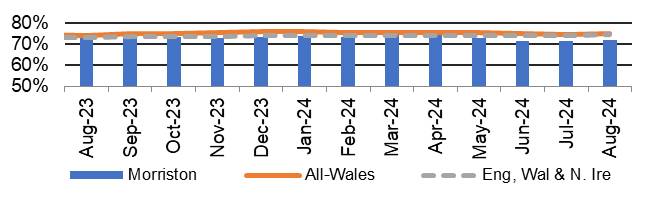 80%
70%
60%
50%
Aug-23
Sep-23
Oct-23
Nov-23
Dec-23
Jan-24
Feb-24
Mar-24
Apr-24
May-24
Jun-24
Jul-24
Aug-24
Morriston All-Wales Eng, Wal & N. Ire